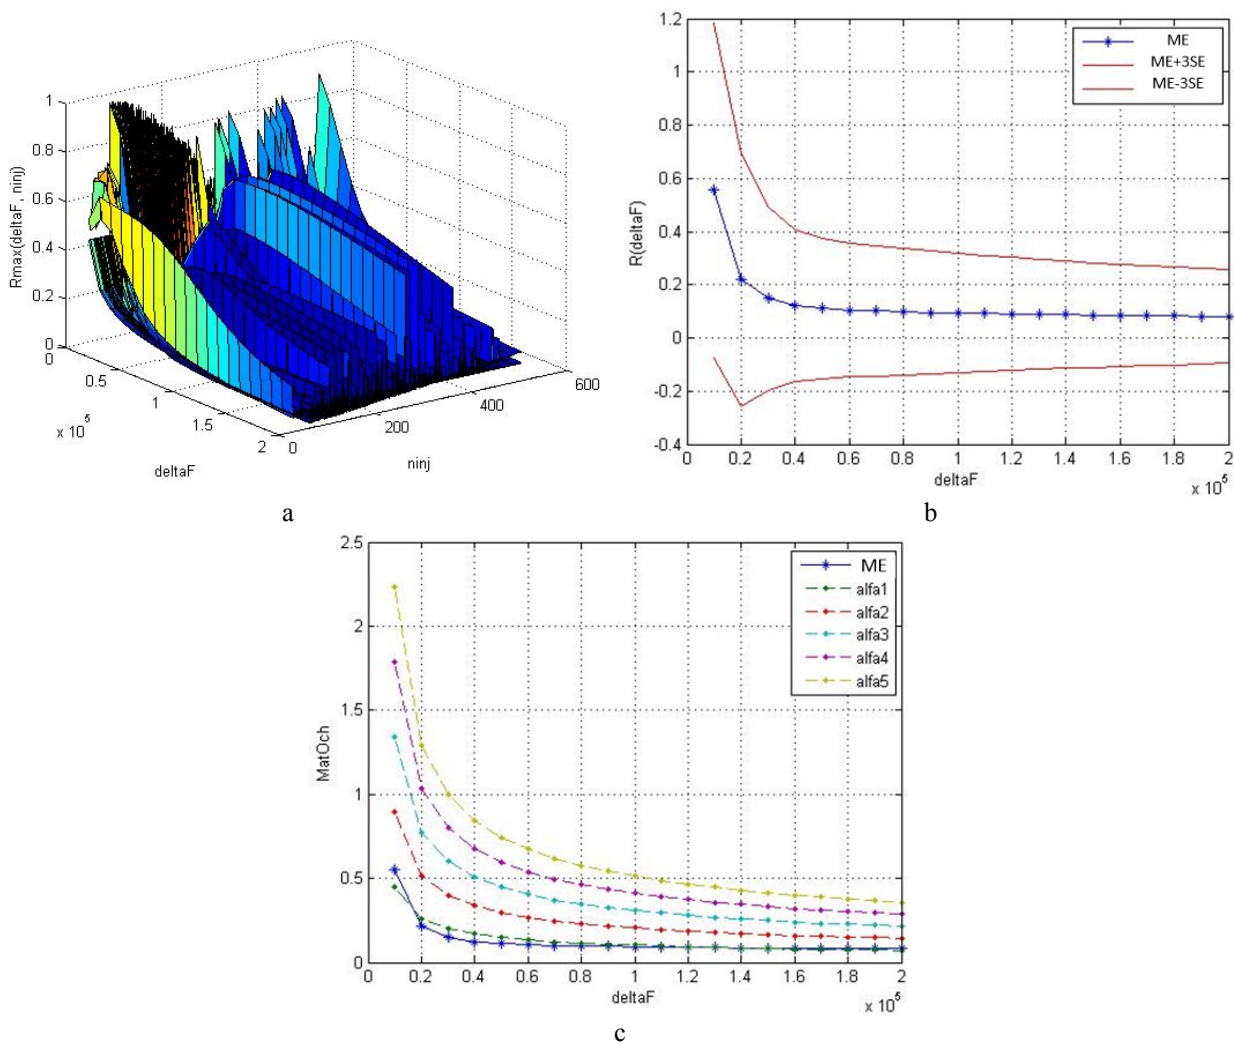 1
0.8
0.6
0.4
0.2
0
Rmax(deltaF, ninj)
0
0.5
1
1.5
2
x 10^5
deltaF
0
200
400
600
ninj
a
1.2
1
0.8
0.6
0.4
0.2
0
-0.2
-0.4
R(deltaF)
ME
ME+3SE
ME-3SE
0 0.2 0.4 0.6 0.8 1 1.2 1.4 1.6 1.8 2
deltaF
x 10^5
b
2.5
2
1.5
1
0.5
0
MatOch
ME
alfa1
alfa2
alfa3
alfa4
alfa5
0 0.2 0.4 0.6 0.8 1 1.2 1.4 1.6 1.8 2
deltaF
x 10^5
c